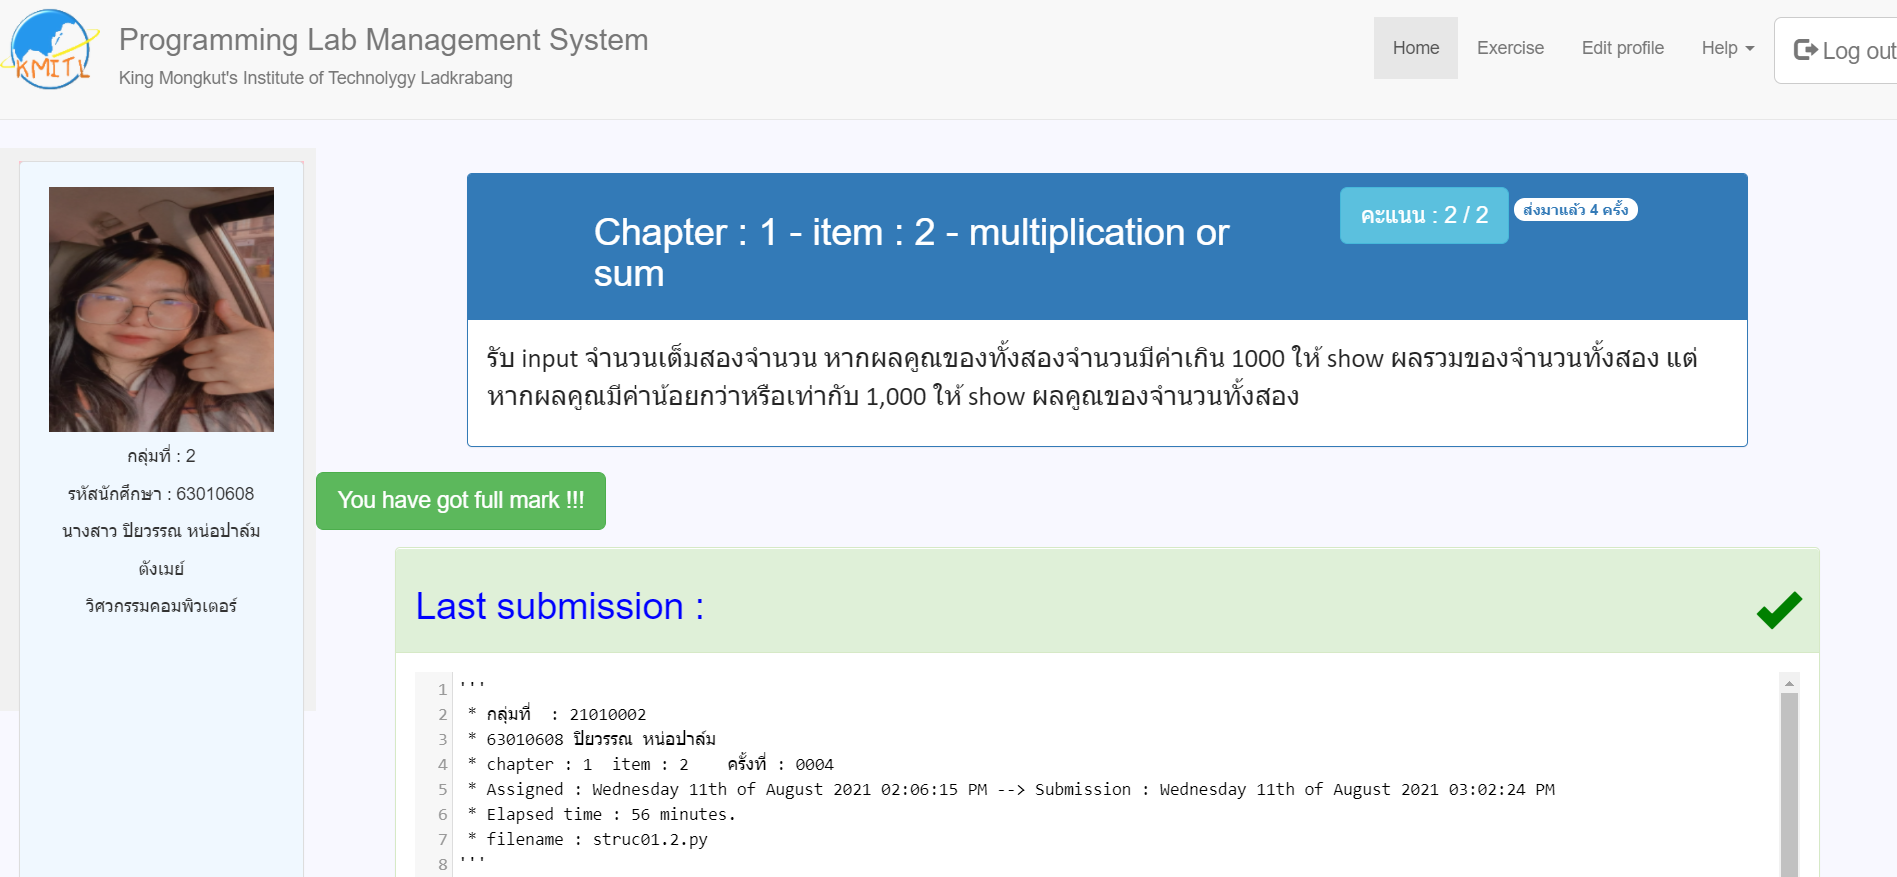 KMITL
Programming Lab Management System
King Mongkut's Institute of Technolygy Ladkrabang
Home
Exercise
Edit profile
Help
Log out
กลุ่มที่ : 2
รหัสนักศึกษา : 63010608
นางสาว ปิยวรรณ หน่อปาล์ม
ตังเมย์
วิศวกรรมคอมพิวเตอร์
Chapter : 1 - item : 2 - multiplication or
sum
คะแนน : 2 / 2
ส่งมาแล้ว 4 ครั้ง
รับ input จำนวนเต็มสองจำนวน หากผลคูณของทั้งสองจำนวนมีค่าเกิน 1000 ให้ show ผลรวมของจำนวนทั้งสอง แต่
หากผลคูณมีค่าน้อยกว่าหรือเท่ากับ 1,000 ให้ show ผลคูณของจำนวนทั้งสอง
You have got full mark !!!
Last submission :
1 '''
2 * กลุ่มที่ : 21010002
3 * 63010608 ปิยวรรณ หน่อปาล์ม
4 * chapter : 1 item : 2 ครั้งที่ : 0004
5 * Assigned : Wednesday 11th of August 2021 02:06:15 PM --> Submission : Wednesday 11th of August 2021 03:02:24 PM
6 * Elapsed time : 56 minutes.
7 * filename : struc01.2.py
8 '''